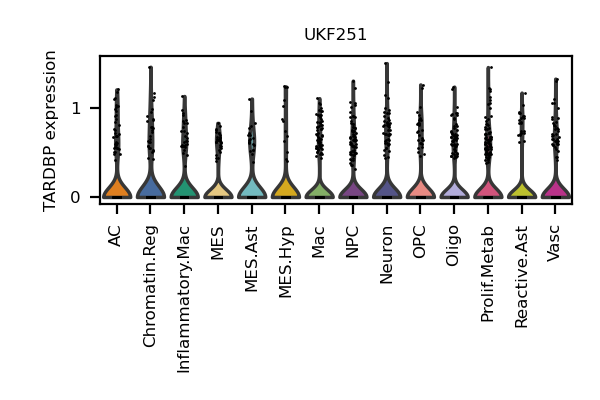 UKF251
TARDBP expression
1
0
AC
Chromatin.Reg
Inflammatory.Mac
MES
MES.Ast
MES.Hyp
Mac
NPC
Neuron
OPC
Oligo
Prolif.Metab
Reactive.Ast
Vasc